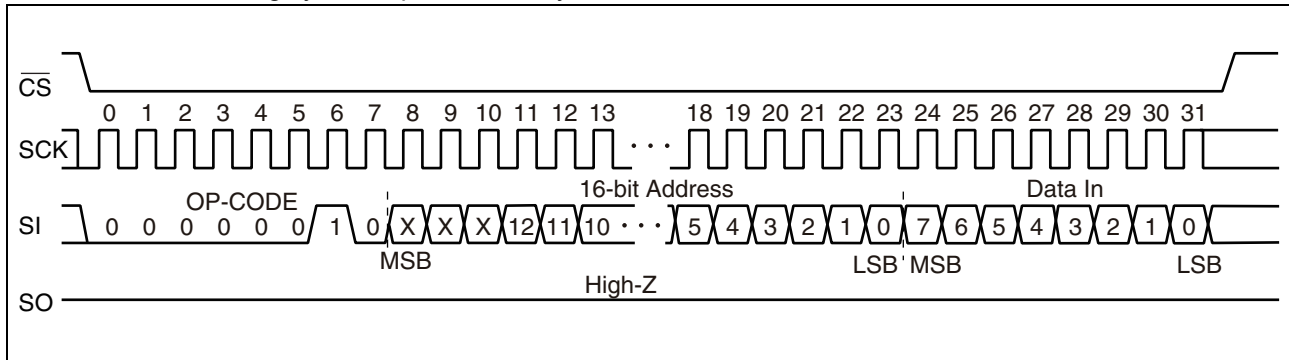 CS
0 1 2 3 4 5 6 7 8 9 10 11 12 13 18 19 20 21 22 23 24 25 26 27 28 29 30 31
SCK ···
OP-CODE 16-bit Address Data In
SI 0 0 0 0 0 0 1 0 X X X 12 11 10 ··· 5 4 3 2 1 0 7 6 5 4 3 2 1 0
MSB LSB MSB LSB
High-Z
SO